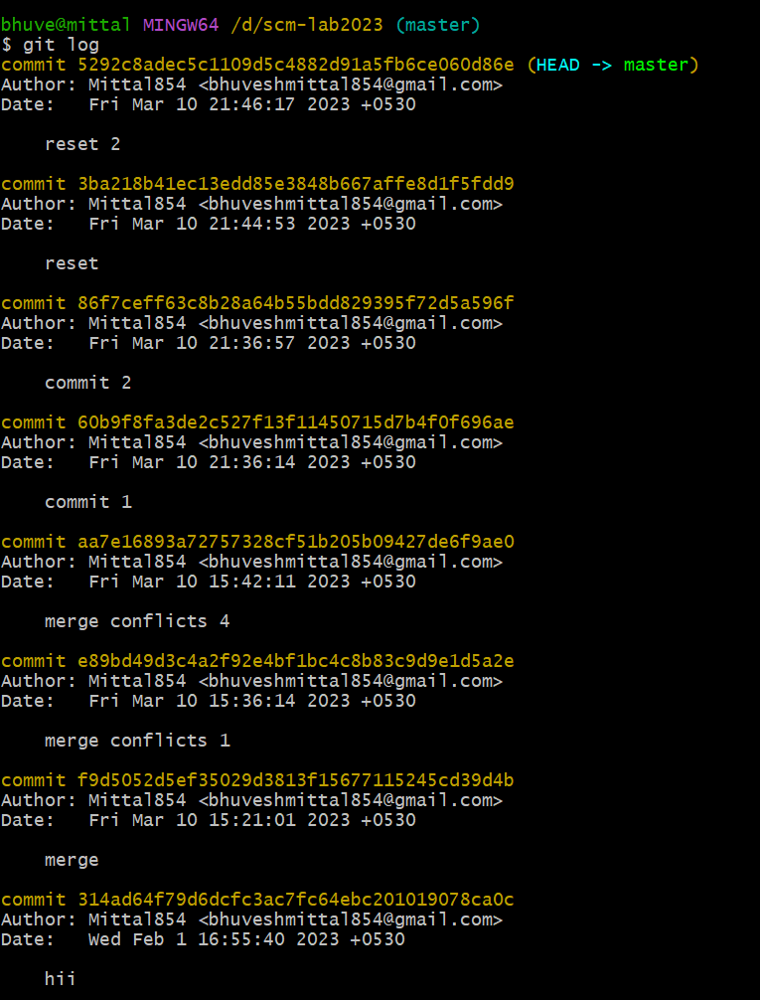 bhuve@mittal MINGW64 /d/scm-lab2023 (master)
$ git log
commit 5292c8adec5c1109d5c4882d91a5fb6ce060d86e (HEAD -> master)
Author: Mittal854 <bhuveshmittal854@gmail.com>
Date:   Fri Mar 10 21:46:17 2023 +0530
reset 2
commit 3ba218b41ec13edd85e3848b667affe8d1f5fdd9
Author: Mittal854 <bhuveshmittal854@gmail.com>
Date:   Fri Mar 10 21:44:53 2023 +0530
reset
commit 86f7ceff63c8b28a64b55bdd829395f72d5a596f
Author: Mittal854 <bhuveshmittal854@gmail.com>
Date:   Fri Mar 10 21:36:57 2023 +0530
commit 2
commit 60b9f8fa3de2c527f13f11450715d7b4f0f696ae
Author: Mittal854 <bhuveshmittal854@gmail.com>
Date:   Fri Mar 10 21:36:14 2023 +0530
commit 1
commit aa7e16893a72757328cf51b205b09427de6f9ae0
Author: Mittal854 <bhuveshmittal854@gmail.com>
Date:   Fri Mar 10 15:42:11 2023 +0530
merge conflicts 4
commit e89bd49d3c4a2f92e4bf1bc4c8b83c9d9e1d5a2e
Author: Mittal854 <bhuveshmittal854@gmail.com>
Date:   Fri Mar 10 15:36:14 2023 +0530
merge conflicts 1
commit f9d5052d5ef35029d3813f15677115245cd39d4b
Author: Mittal854 <bhuveshmittal854@gmail.com>
Date:   Fri Mar 10 15:21:01 2023 +0530
merge
commit 314ad64f79d6dcfc3ac7fc64ebc201019078ca0c
Author: Mittal854 <bhuveshmittal854@gmail.com>
Date:   Wed Feb 1 16:55:40 2023 +0530
hii